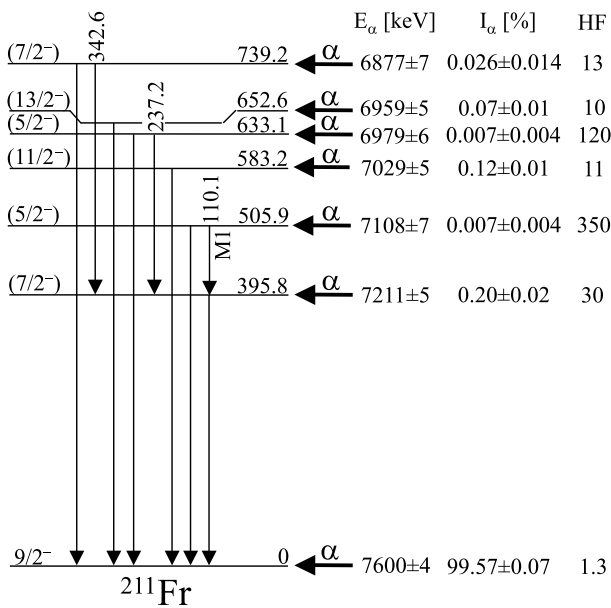 Eα [keV] Iα [%] HF
(7/2⁻) 342.6 739.2 α 6877±7 0.026±0.014 13
(13/2⁻) 652.6 α 6959±5 0.07±0.01 10
(5/2⁻) 237.2 633.1 α 6979±6 0.007±0.004 120
(11/2⁻) 583.2 α 7029±5 0.12±0.01 11
(5/2⁻) 110.1 M1 505.9 α 7108±7 0.007±0.004 350
(7/2⁻) 395.8 α 7211±5 0.20±0.02 30
9/2⁻ 0 α 7600±4 99.57±0.07 1.3
²¹¹Fr